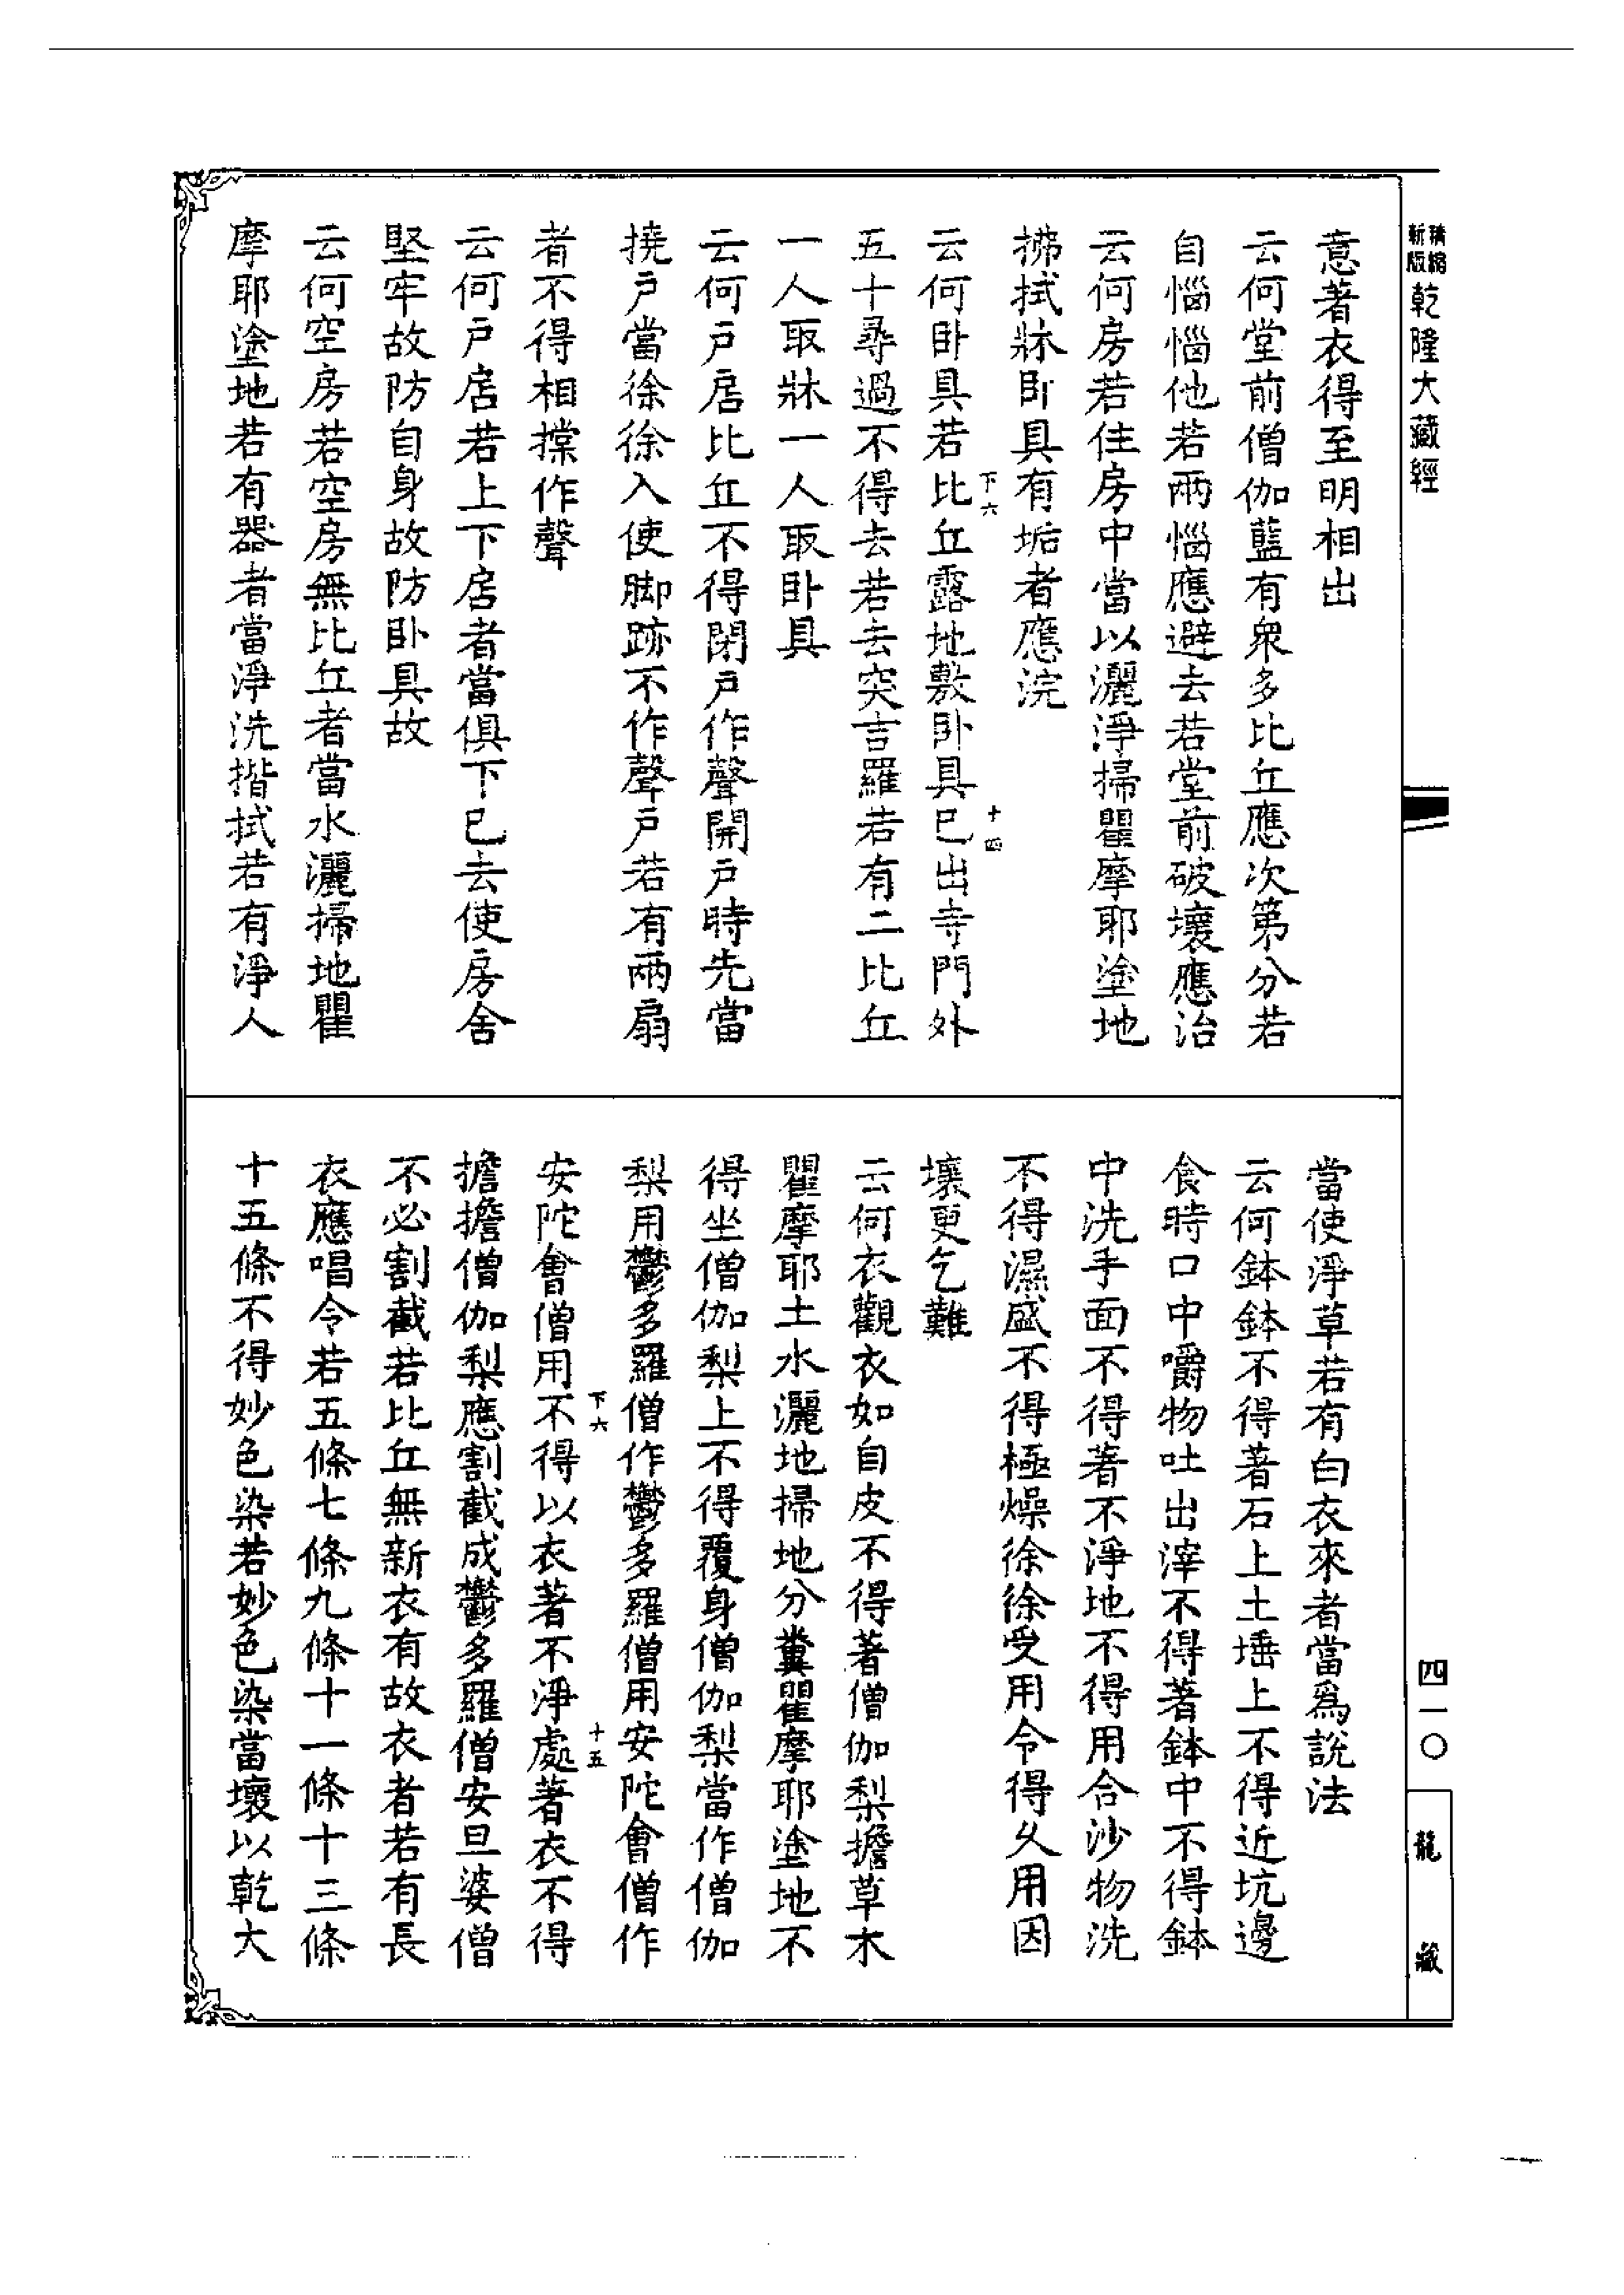 新版
精縮
乾隆大藏經
意著衣得至明相出
云何堂前僧伽藍有衆多比丘應次第分若
自惱惱他若兩惱應避去若堂前破壞應治
云何房若住房中當以灑淨掃瞿摩耶塗地
拂拭牀卧具有垢者應浣
云何卧具若比丘露地敷卧具已出寺門外
下六
十四
五十尋過不得去若去突吉羅若有二比丘
一人取牀一人取卧具
云何戶扂比丘不得閉戶作聲開戶時先當
撓戶當徐徐入使脚跡不作聲戶若有兩扇
者不得相撑作聲
云何戶扂若上下扂者當俱下已去使房舍
堅牢故防自身故防卧具故
云何空房若空房無比丘者當水灑掃地瞿
摩耶塗地若有器者當淨洗揩拭若有淨人
當使淨草若有白衣來者當爲說法
云何鉢鉢不得著石上土埵上不得近坑邊
食時口中嚼物吐出滓不得著鉢中不得鉢
中洗手面不得著不淨地不得用合沙物洗
不得濕盛不得極燥徐徐受用令得久用因
壞更乞難
云何衣觀衣如自皮不得著僧伽梨擔草木
瞿摩耶土水灑地掃地分糞瞿摩耶塗地不
得坐僧伽梨上不得覆身僧伽梨當作僧伽
梨用鬱多羅僧作鬱多羅僧用安陀會僧作
安陀會僧用不得以衣著不淨處著衣不得
下六
十五
擔擔僧伽梨應割截成鬱多羅僧安旦婆僧
不必割截若比丘無新衣有故衣者若有長
衣應唱令若五條七條九條十一條十三條
十五條不得妙色染若妙色染當壞以乾大
四一〇
龍藏